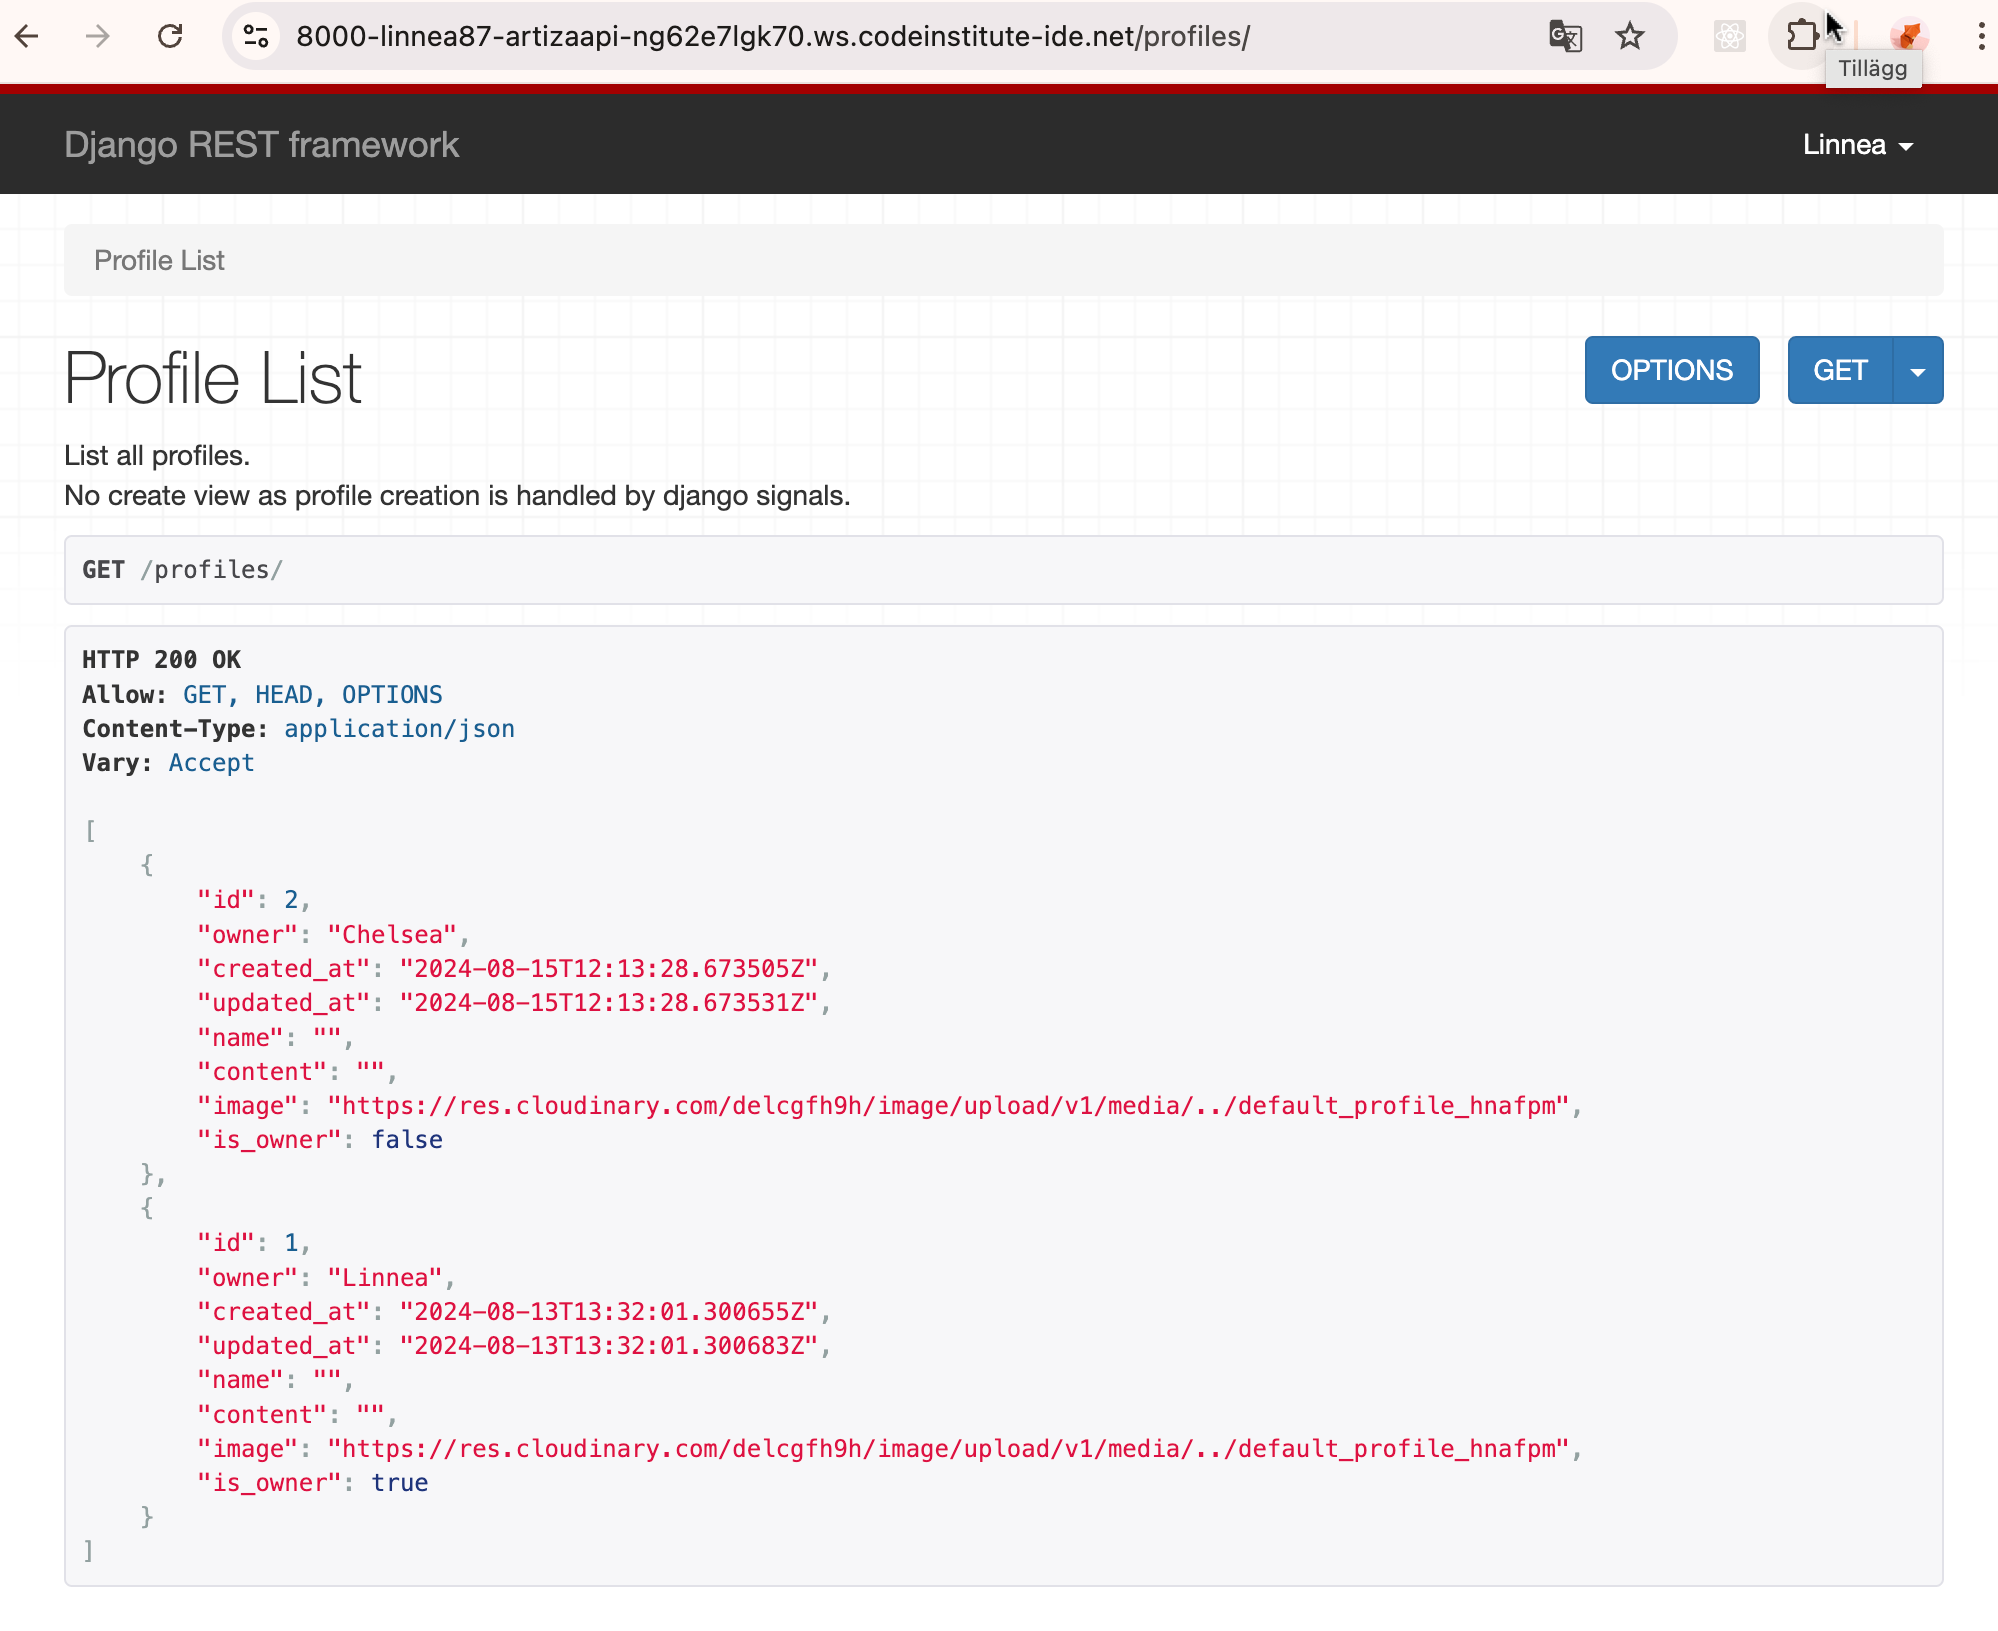 8000-linnea87-artizaapi-ng62e7lgk70.ws.codeinstitute-ide.net/profiles/
Tillägg
Django REST framework
Linnea
Profile List
Profile List
OPTIONS
GET
List all profiles.
No create view as profile creation is handled by django signals.
GET /profiles/
HTTP 200 OK
Allow: GET, HEAD, OPTIONS
Content-Type: application/json
Vary: Accept
[
    {
        "id": 2,
        "owner": "Chelsea",
        "created_at": "2024-08-15T12:13:28.673505Z",
        "updated_at": "2024-08-15T12:13:28.673531Z",
        "name": "",
        "content": "",
        "image": "https://res.cloudinary.com/delcgfh9h/image/upload/v1/media/../default_profile_hnafpm",
        "is_owner": false
    },
    {
        "id": 1,
        "owner": "Linnea",
        "created_at": "2024-08-13T13:32:01.300655Z",
        "updated_at": "2024-08-13T13:32:01.300683Z",
        "name": "",
        "content": "",
        "image": "https://res.cloudinary.com/delcgfh9h/image/upload/v1/media/../default_profile_hnafpm",
        "is_owner": true
    }
]